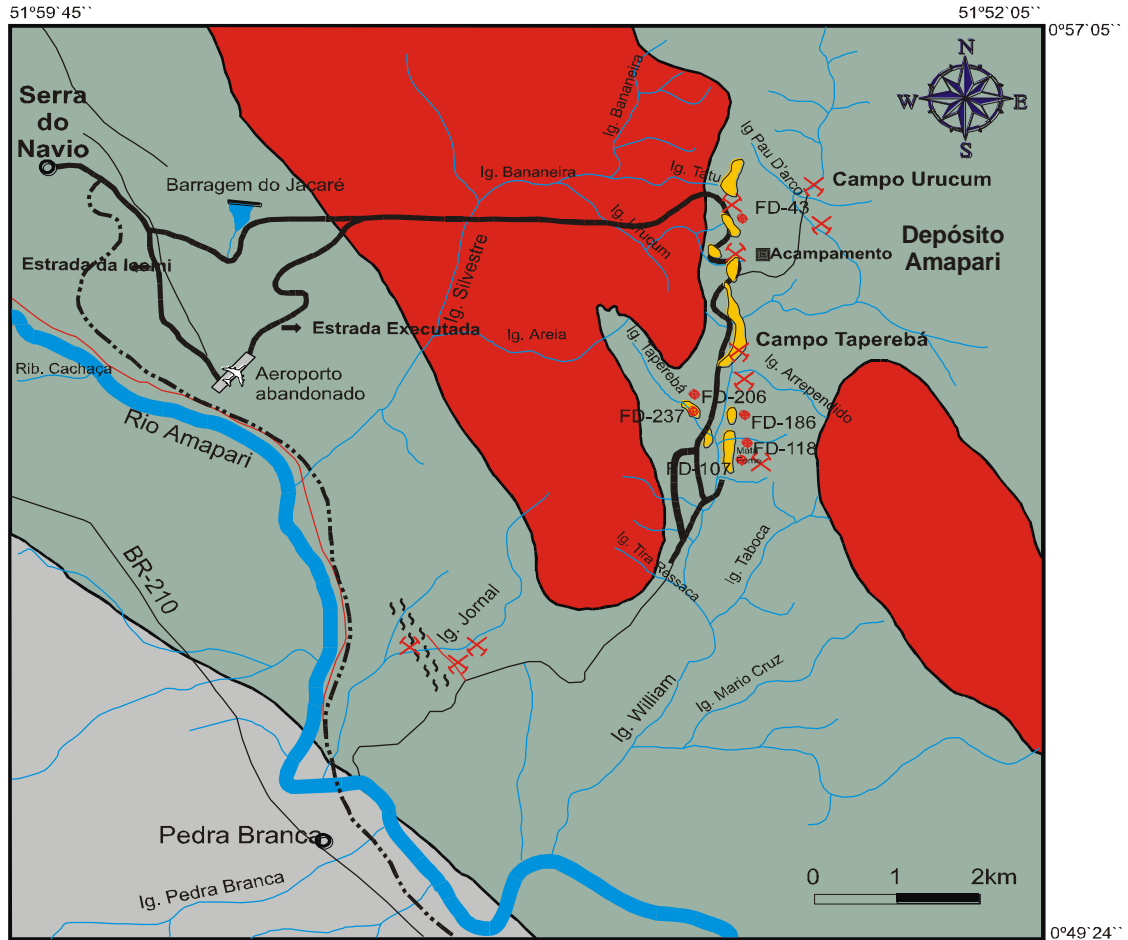 51º59`45``
51º52`05``
0º57`05``
N
W
E
S
Serra
do
Navio
Barragem do Jacaré
Ig. Bananeira
Ig. Bananeira
Ig. Tatu
Ig Pau D'arco
Campo Urucum
FD-43
Ig. Urucum
Depósito
Amapari
Acampamento
Estrada da Icomi
Ig. Silvestre
Estrada Executada
Ig. Areia
Campo Taperebá
Ig. Taperebá
Ig. Arrependido
Rib. Cachaça
Aeroporto
abandonado
FD-206
FD-237
FD-186
Rio Amapari
FD-118
Mata
Fome
FD-107
BR-210
Ig. Tira Ressaca
Ig. Taboca
Ig. Jornal
Ig. Mario Cruz
Ig. William
Pedra Branca
Ig. Pedra Branca
0 1 2km
0º49`24``